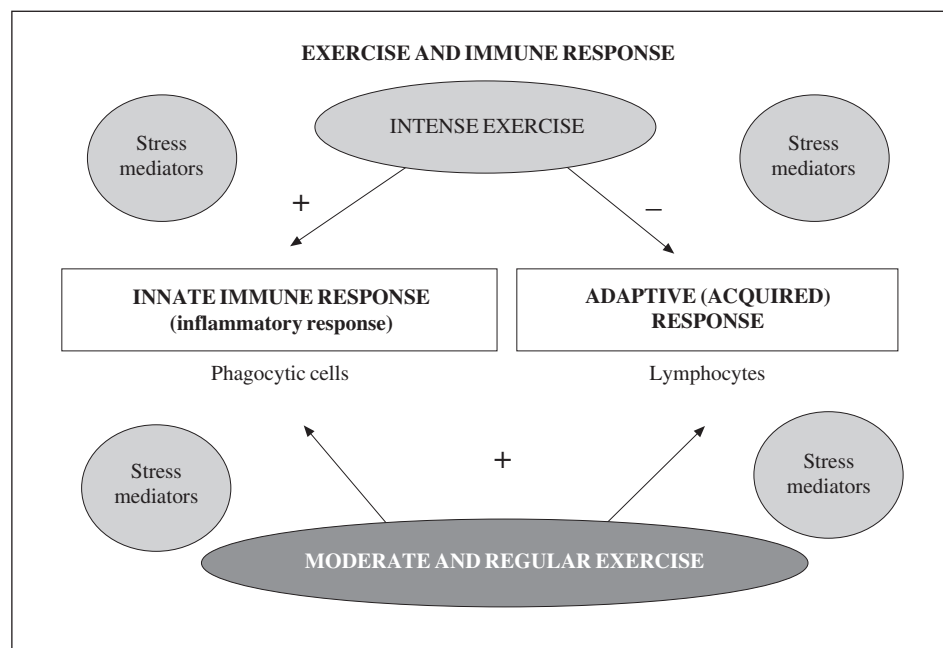 EXERCISE AND IMMUNE RESPONSE
INTENSE EXERCISE
Stress
mediators
Stress
mediators
+
–
INNATE IMMUNE RESPONSE
(inflammatory response)
ADAPTIVE (ACQUIRED)
RESPONSE
Phagocytic cells
Lymphocytes
+
Stress
mediators
Stress
mediators
MODERATE AND REGULAR EXERCISE